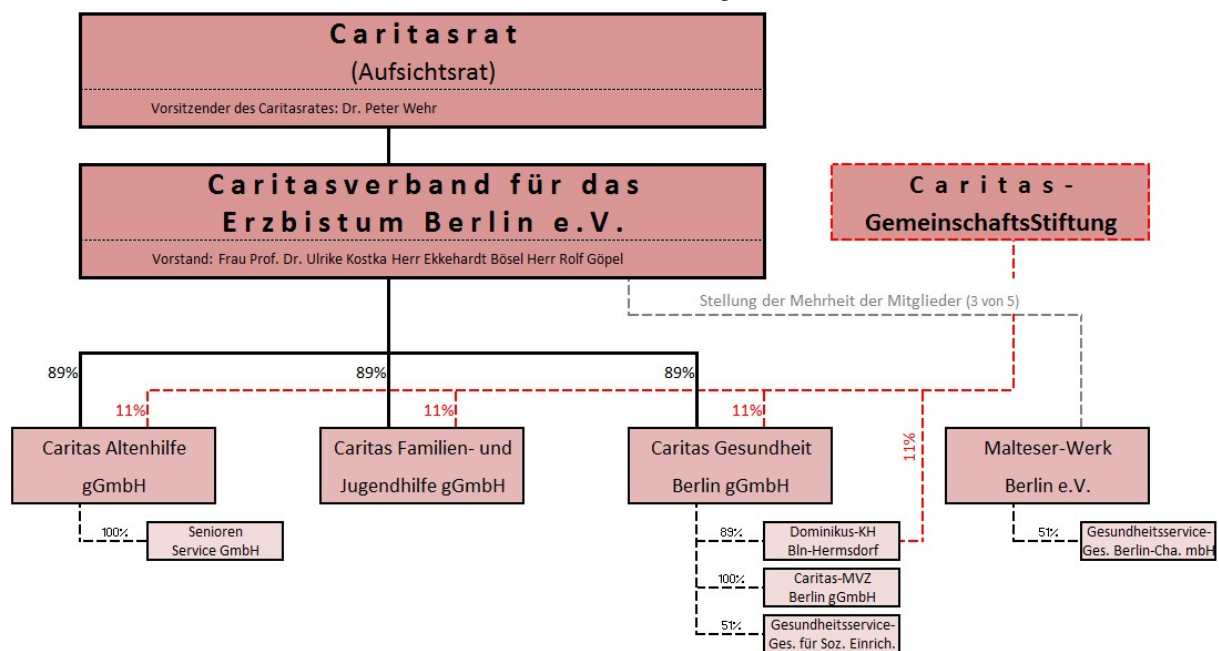 Caritasrat
(Aufsichtsrat)
Vorsitzender des Caritasrates: Dr. Peter Wehr
Caritasverband für das
Erzbistum Berlin e.V.
Vorstand: Frau Prof. Dr. Ulrike Kostka Herr Ekkehardt Bösel Herr Rolf Göpel
Caritas-
GemeinschaftsStiftung
Stellung der Mehrheit der Mitglieder (3 von 5)
89%
89%
89%
11%
11%
11%
11%
Caritas Altenhilfe
gGmbH
Caritas Familien- und
Jugendhilfe gGmbH
Caritas Gesundheit
Berlin gGmbH
Malteser-Werk
Berlin e.V.
100%
Senioren
Service GmbH
89%
Dominikus-KH
Bln-Hermsdorf
51%
Gesundheitsservice-
Ges. Berlin-Cha. mbH
100%
Caritas-MVZ
Berlin gGmbH
51%
Gesundheitsservice-
Ges. für Soz. Einrich.